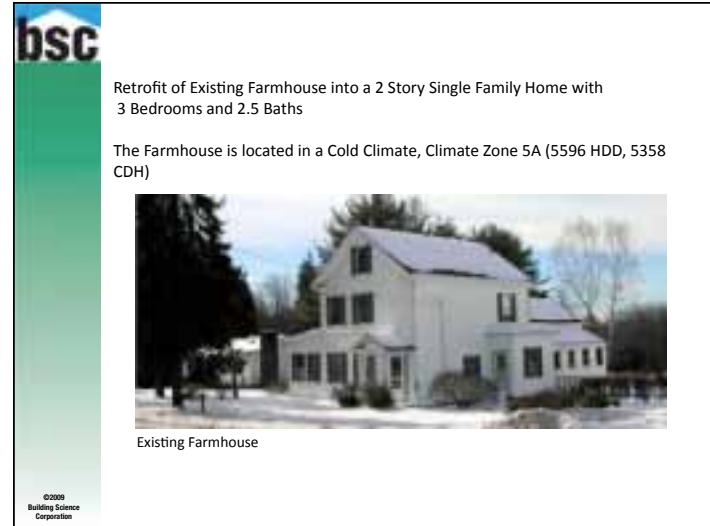 bsc
Retrofit of Existing Farmhouse into a 2 Story Single Family Home with
3 Bedrooms and 2.5 Baths
The Farmhouse is located in a Cold Climate, Climate Zone 5A (5596 HDD, 5358
CDH)
Existing Farmhouse
©2009
Building Science
Corporation